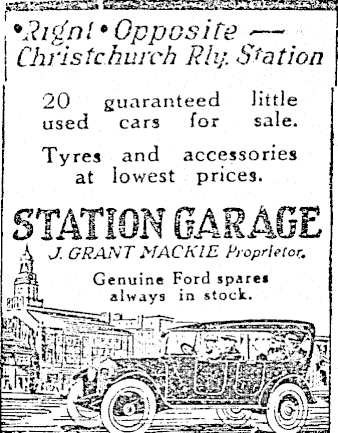 •Right•Opposite —
Christchurch Rly. Station
20 guaranteed little
used cars for sale.
Tyres and accessories
at lowest prices.
STATION GARAGE
J. GRANT MACKIE Proprietor.
Genuine Ford spares
always in stock.